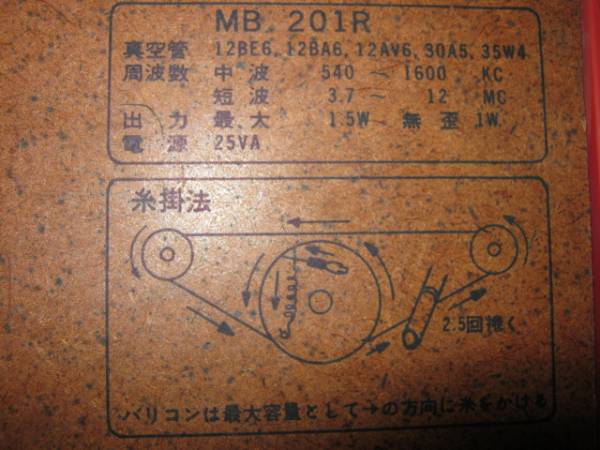 MB 201R
真空管 12BE6, 12BA6, 12AV6, 30A5, 35W4
周波数 中波 540 ~ 1600 KC
短波 3.7 ~ 12 MC
出力 最大 1.5W 無歪 1W
電源 25VA
糸掛法
2.5回捲く
バリコンは最大容量として→の方向に糸をかける